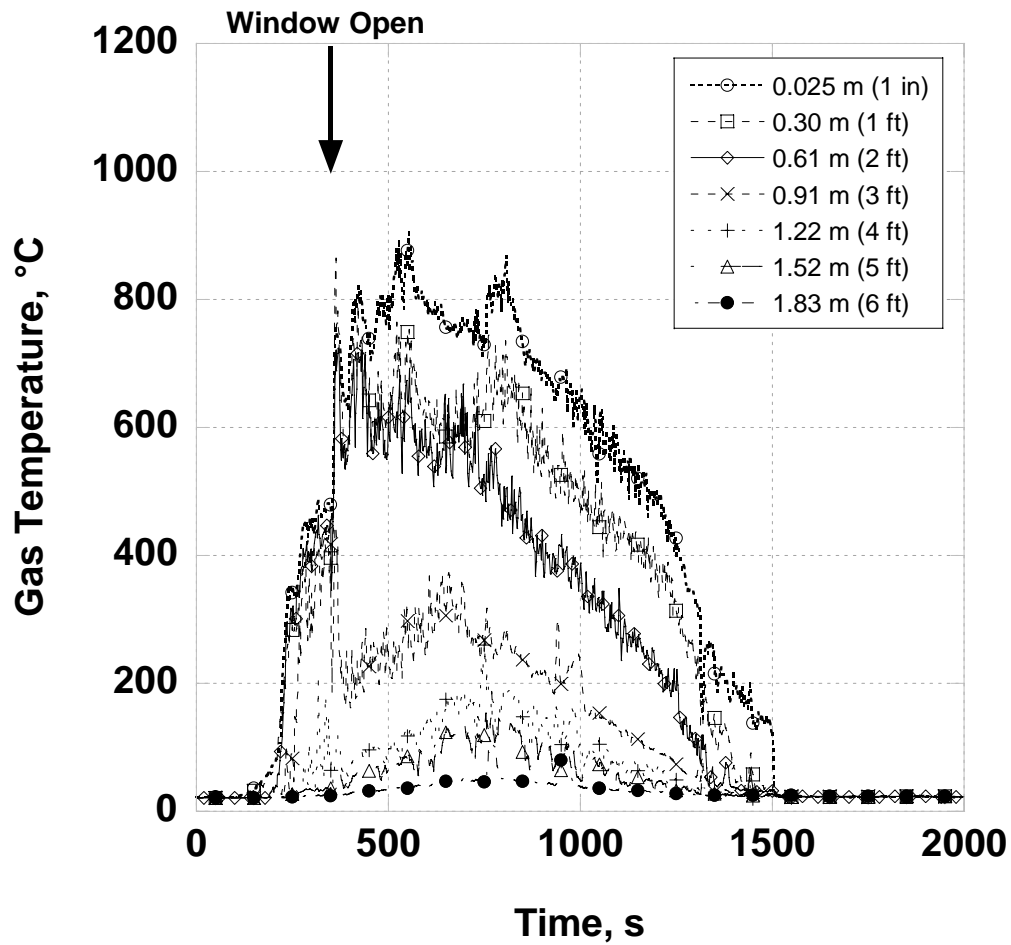 Window Open
1200
1000
800
600
400
200
0
Gas Temperature, °C
0.025 m (1 in)
0.30 m (1 ft)
0.61 m (2 ft)
0.91 m (3 ft)
1.22 m (4 ft)
1.52 m (5 ft)
1.83 m (6 ft)
0 500 1000 1500 2000
Time, s